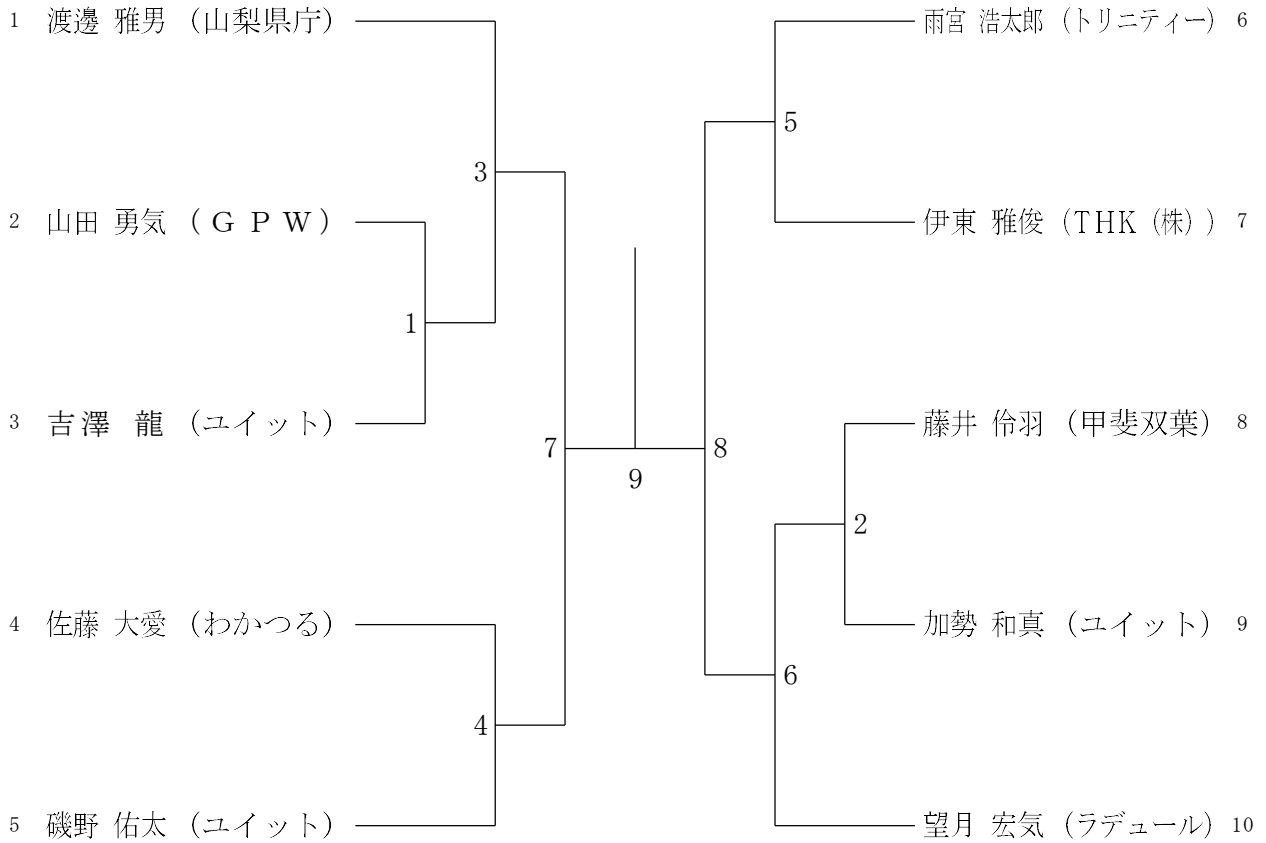 1 渡邊 雅男 （山梨県庁）
2 山田 勇気 （ＧＰＷ）
3 吉澤 龍 （ユイット）
4 佐藤 大愛 （わかつる）
5 磯野 佑太 （ユイット）
3
1
7
4
9
5
8
2
6
雨宮 浩太郎 （トリニティー） 6
伊東 雅俊 （THK（株）） 7
藤井 伶羽 （甲斐双葉） 8
加勢 和真 （ユイット） 9
望月 宏気 （ラデュール） 10